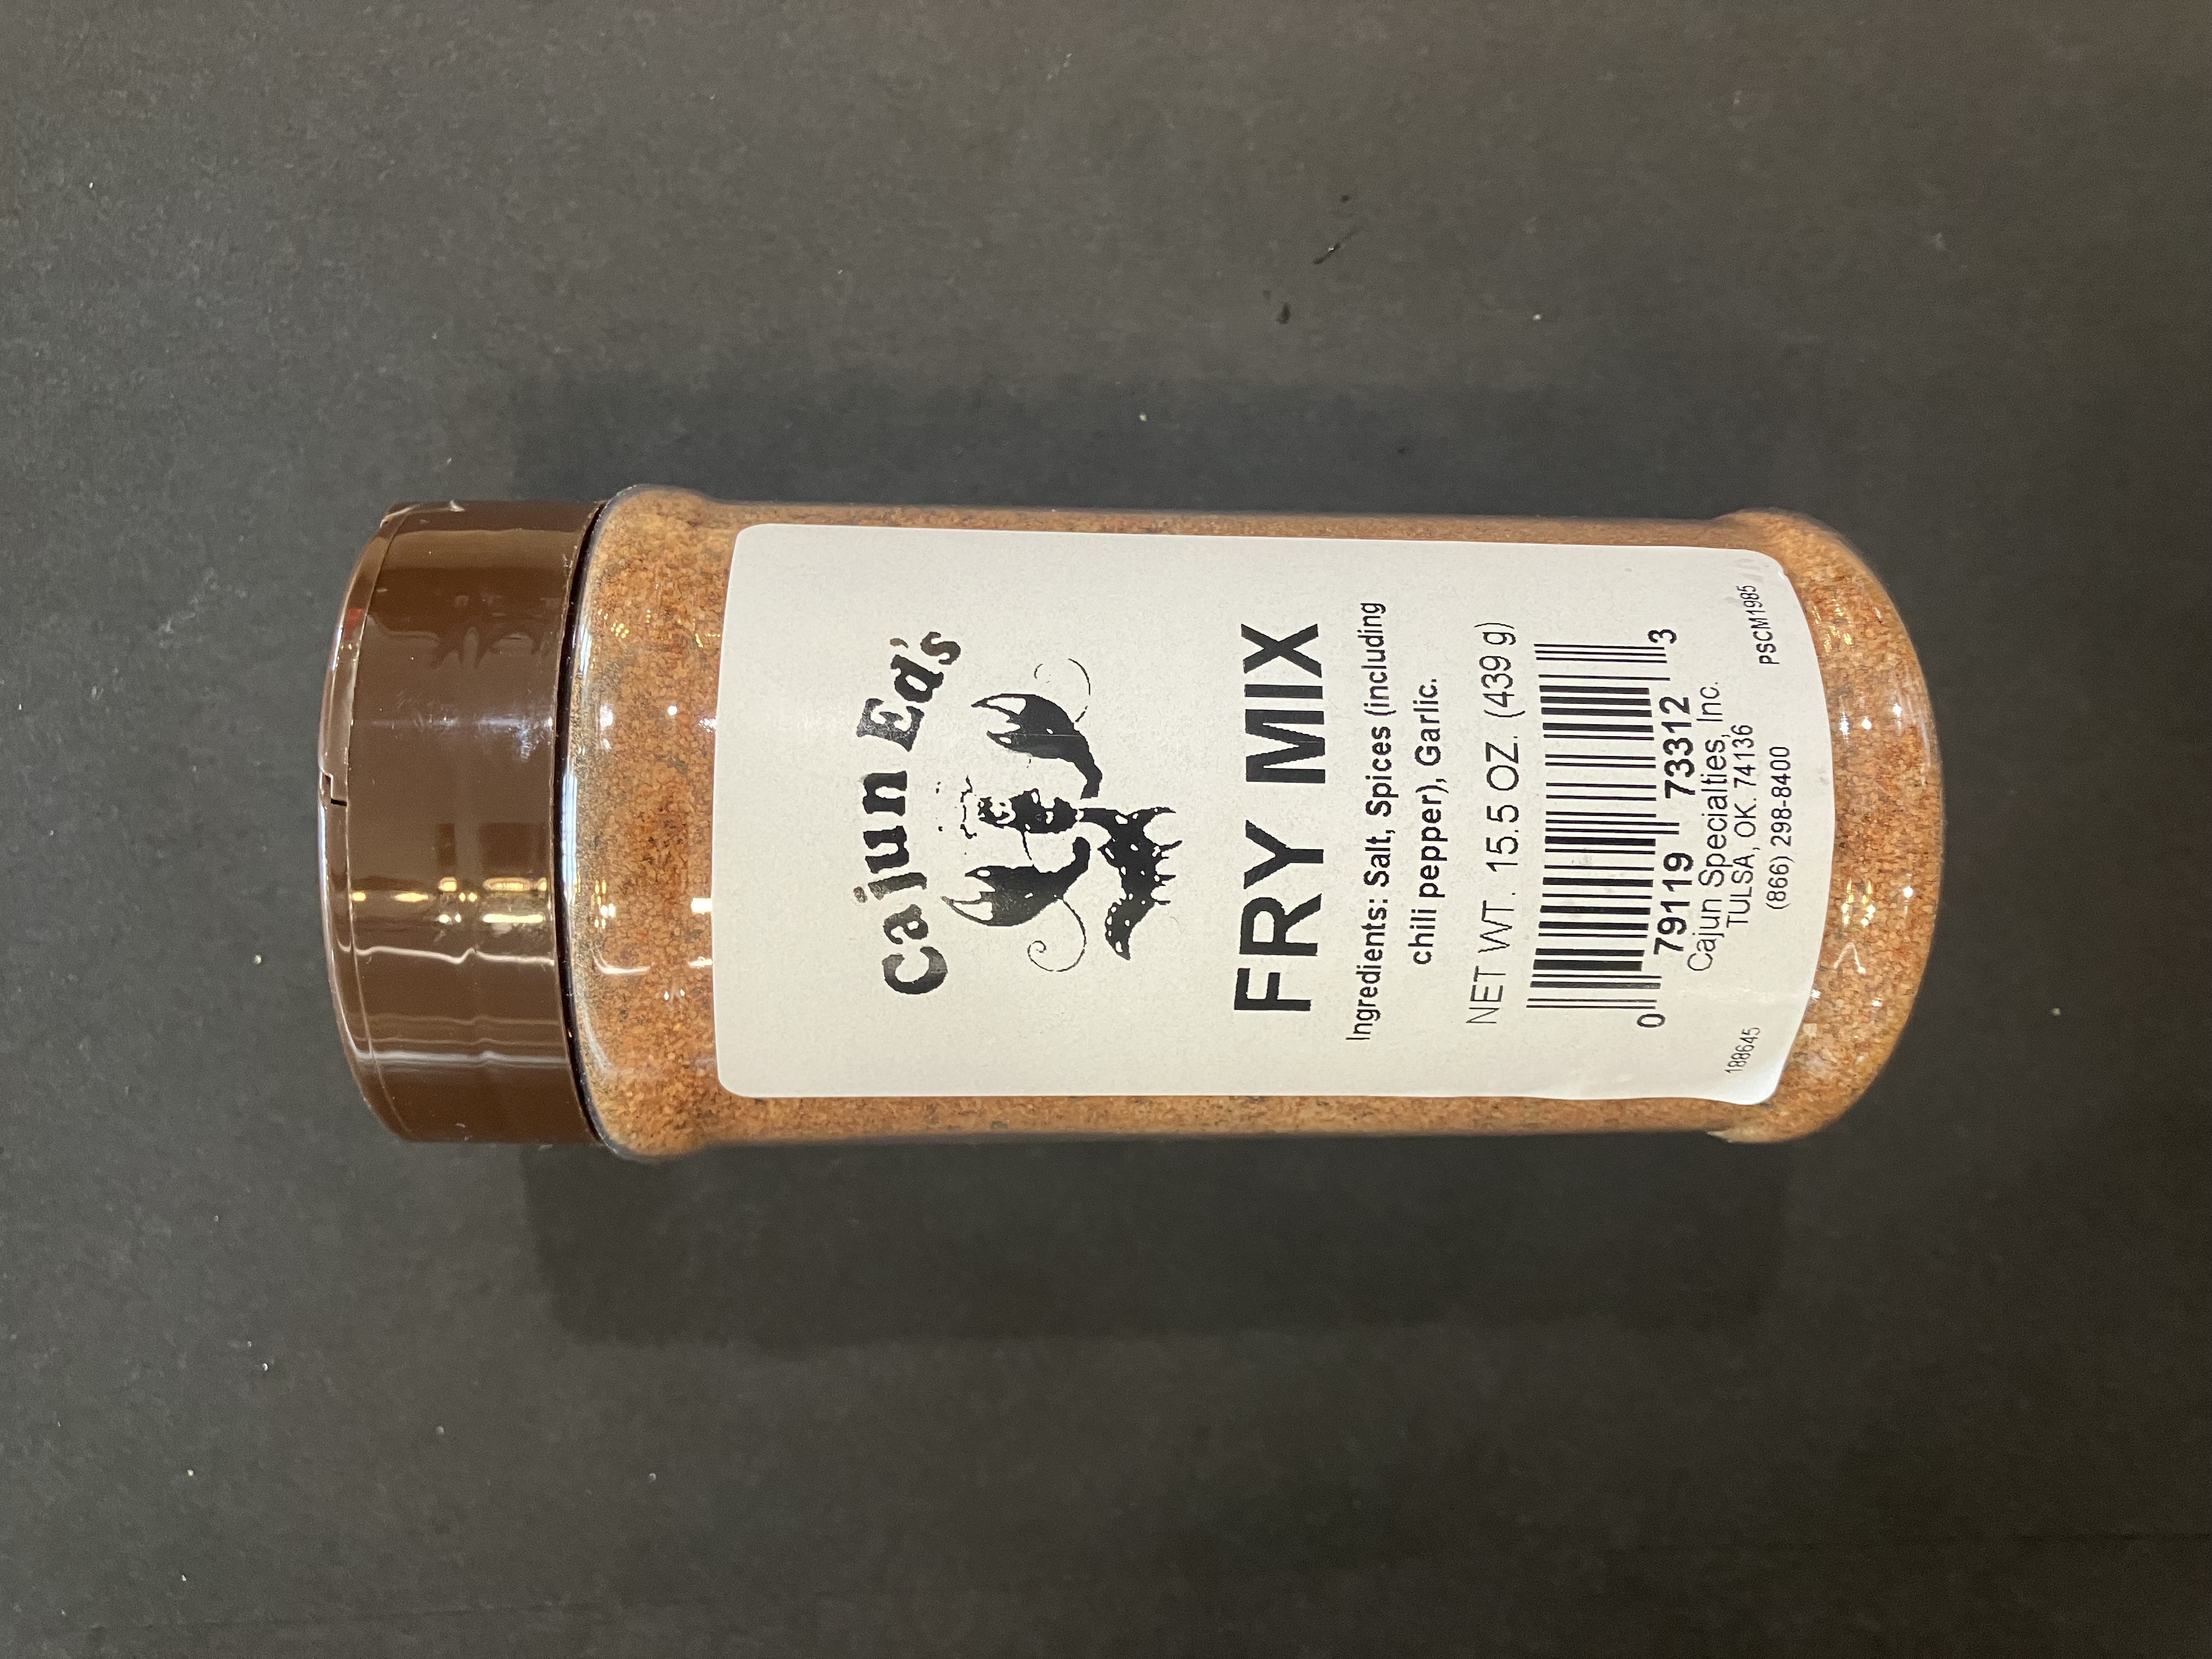 Cajun Ed's
FRY MIX
Ingredients: Salt, Spices (including
chili pepper), Garlic.
NET WT. 15.5 OZ. (439 g)
0 79119 73312 3
Cajun Specialties, Inc.
TULSA, OK. 74136
(866) 298-8400
188645
PSCM1985